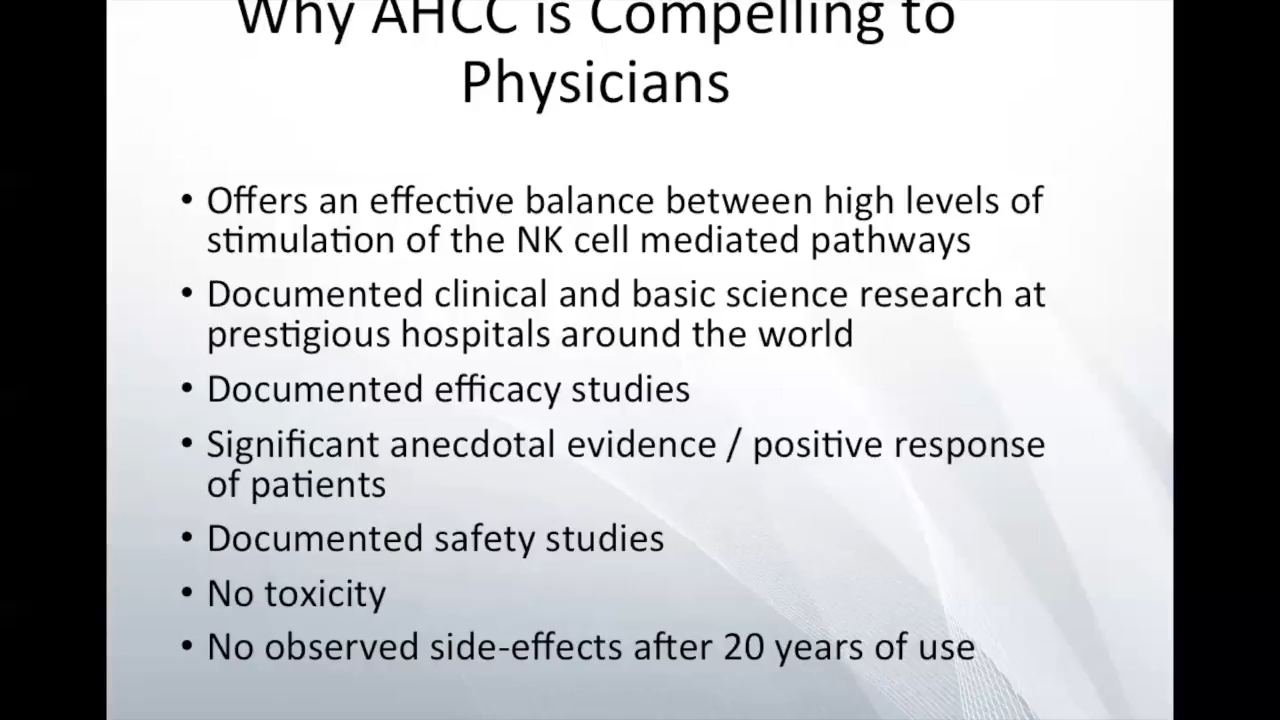 Why AHCC is Compelling to
Physicians
• Offers an effective balance between high levels of
stimulation of the NK cell mediated pathways
• Documented clinical and basic science research at
prestigious hospitals around the world
• Documented efficacy studies
• Significant anecdotal evidence / positive response
of patients
• Documented safety studies
• No toxicity
• No observed side-effects after 20 years of use